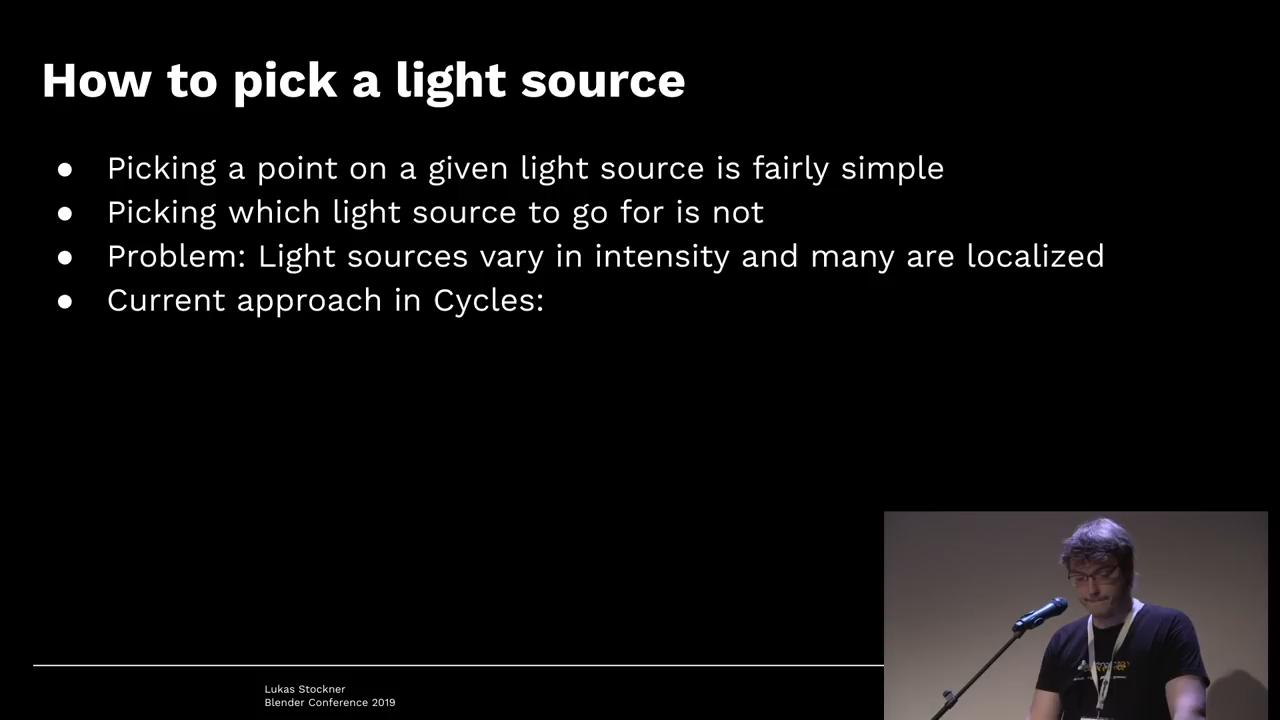 How to pick a light source
● Picking a point on a given light source is fairly simple
● Picking which light source to go for is not
● Problem: Light sources vary in intensity and many are localized
● Current approach in Cycles:
Lukas Stockner
Blender Conference 2019